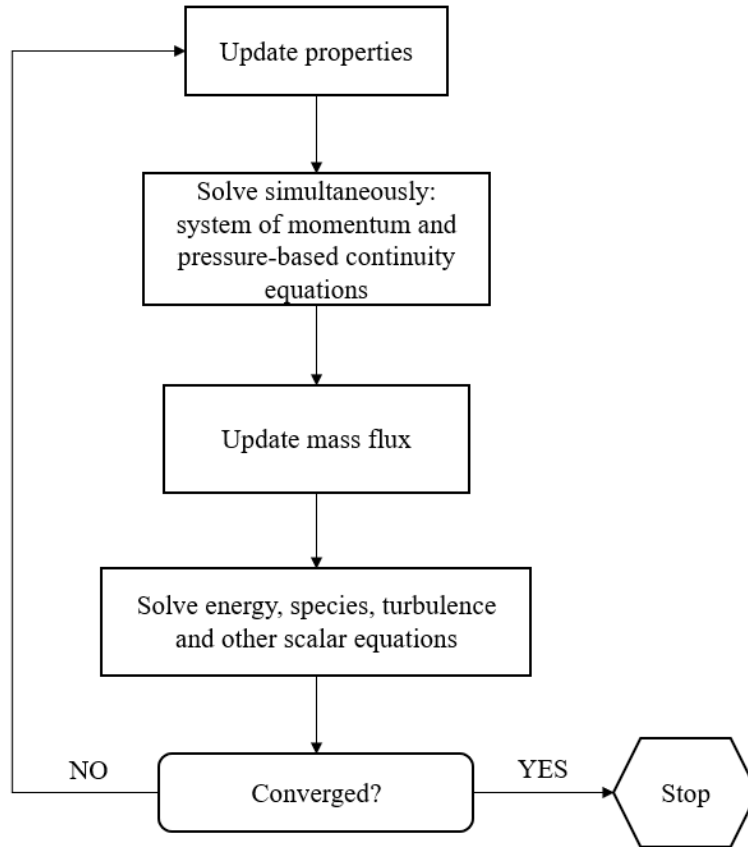 Update properties
Solve simultaneously:
system of momentum and
pressure-based continuity
equations
Update mass flux
Solve energy, species, turbulence
and other scalar equations
NO
Converged?
YES
Stop